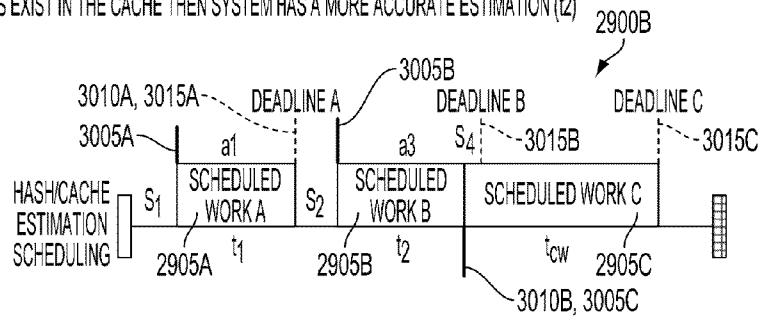 EXIST IN THE CACHE THEN SYSTEM HAS A MORE ACCURATE ESTIMATION (t2)
2900B
3005B
3010A, 3015A
DEADLINE A
DEADLINE B
DEADLINE C
3005A
a1
a3
S4
3015B
3015C
HASH/CACHE
ESTIMATION
SCHEDULING
S1
SCHEDULED
WORK A
S2
SCHEDULED
WORK B
SCHEDULED WORK C
2905A
t1
2905B
t2
tCW
2905C
3010B, 3005C